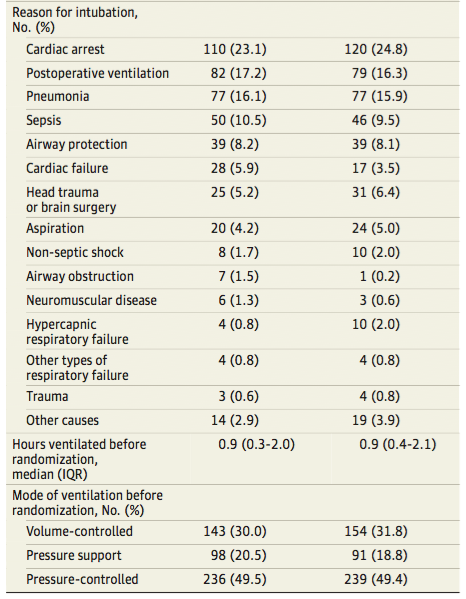 Reason for intubation,
No. (%)
Cardiac arrest 110 (23.1) 120 (24.8)
Postoperative ventilation 82 (17.2) 79 (16.3)
Pneumonia 77 (16.1) 77 (15.9)
Sepsis 50 (10.5) 46 (9.5)
Airway protection 39 (8.2) 39 (8.1)
Cardiac failure 28 (5.9) 17 (3.5)
Head trauma 25 (5.2) 31 (6.4)
or brain surgery
Aspiration 20 (4.2) 24 (5.0)
Non-septic shock 8 (1.7) 10 (2.0)
Airway obstruction 7 (1.5) 1 (0.2)
Neuromuscular disease 6 (1.3) 3 (0.6)
Hypercapnic 4 (0.8) 10 (2.0)
respiratory failure
Other types of 4 (0.8) 4 (0.8)
respiratory failure
Trauma 3 (0.6) 4 (0.8)
Other causes 14 (2.9) 19 (3.9)
Hours ventilated before 0.9 (0.3-2.0) 0.9 (0.4-2.1)
randomization,
median (IQR)
Mode of ventilation before
randomization, No. (%)
Volume-controlled 143 (30.0) 154 (31.8)
Pressure support 98 (20.5) 91 (18.8)
Pressure-controlled 236 (49.5) 239 (49.4)